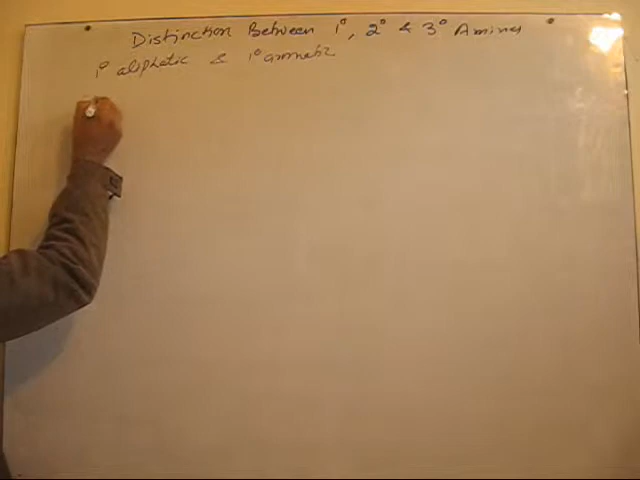 Distinction Between 1°, 2° & 3° Amines
1° aliphatic & 1° aromatic